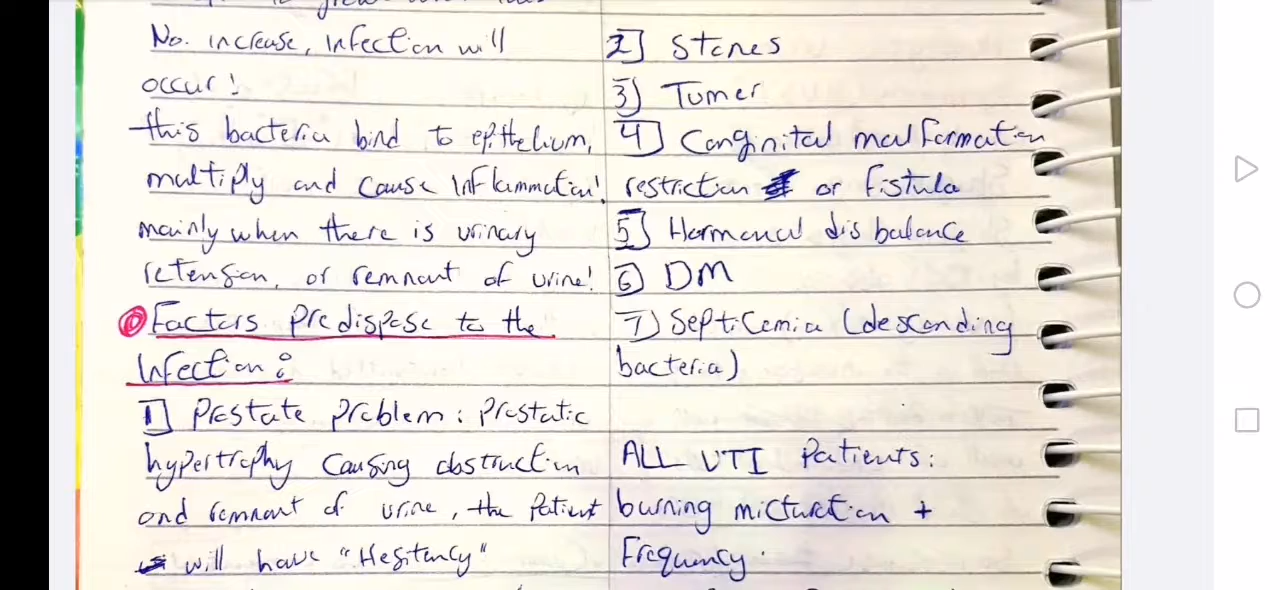 No. increase, infection will
occur!
this bacteria bind to epithelium,
multiply and cause inflammation!
mainly when there is urinary
retension, or remnant of urine!
Factors predispose to the
infection:
1] Prostate problem: Prostatic
hypertrophy causing obstruction
and remnant of urine, the patient
will have "Hesitency"
2] Stones
3) Tumer
4] Conginital malformation
restriction or fistula
5] Hormonal disbalance
6] DM
7) Septicemia (descending
bacteria)
ALL UTI Patients:
burning micturation +
Frequency.